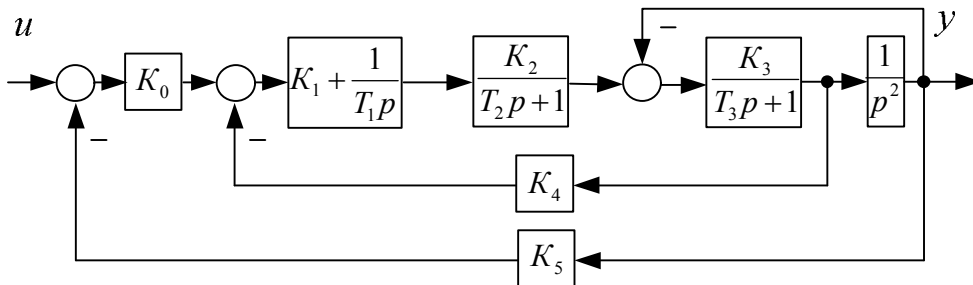 u
y
−
K₀
K₁ + 1/(T₁p)
K₂/(T₂p + 1)
K₃/(T₃p + 1)
1/p²
−
−
K₄
K₅